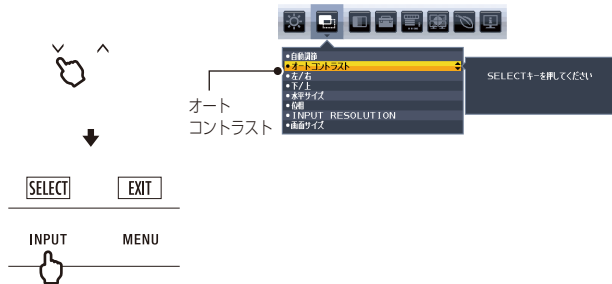 •自動調節
•オートコントラスト
•左/右
•下/上
•水平サイズ
•位相
•INPUT RESOLUTION
•画面サイズ
SELECTキーを押してください
オート
コントラスト
SELECT EXIT
INPUT MENU